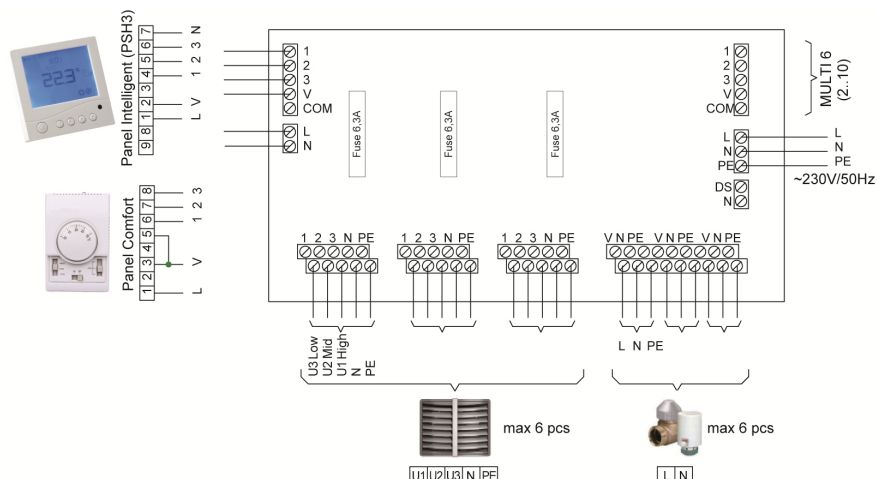 Panel Intelligent (PSH3)
7 N
6 3
5 2
4 1
3
2 V
1 L
8
9
22.3°
Panel Comfort
8 3
7 2
6 1
5
4
3 V
2
1 L
1
2
3
V
COM
L
N
Fuse 6,3A
Fuse 6,3A
Fuse 6,3A
1
2
3
V
COM
MULTI 6
(2..10)
L L
N N
PE PE
~230V/50Hz
DS
N
1 2 3 N PE
1 2 3 N PE
1 2 3 N PE
V N PE V N PE V N PE
U3 Low
U2 Mid
U1 High
N
PE
L N PE
max 6 pcs
max 6 pcs
U1 U2 U3 N PE
L N